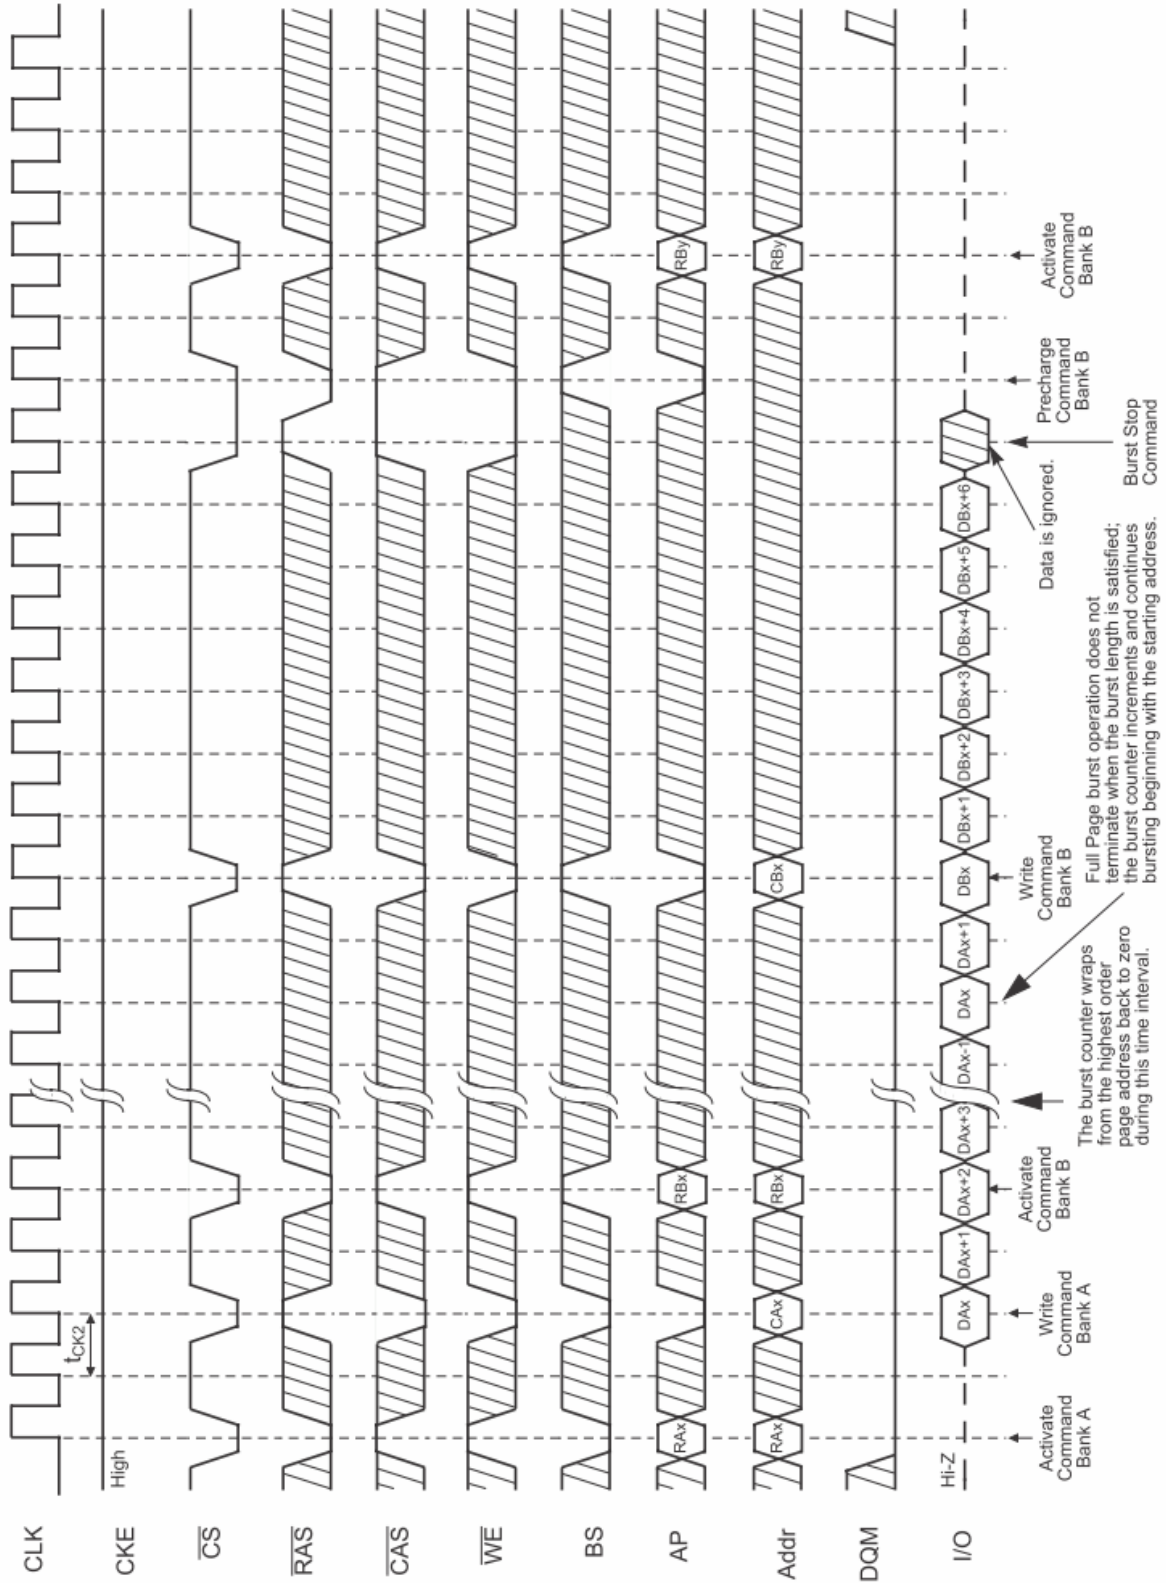 CLK
CKE
CS
RAS
CAS
WE
BS
AP
Addr
DQM
I/O
tCK2
High
RAx
RBx
RBy
RAx
CAx
RBx
CBx
RBy
Hi-Z
DAx
DAx+1
DAx+2
DAx+3
DAx-1
DAx
DAx+1
DBx
DBx+1
DBx+2
DBx+3
DBx+4
DBx+5
DBx+6
Activate
Command
Bank A
Write
Command
Bank A
Activate
Command
Bank B
The burst counter wraps
from the highest order
page address back to zero
during this time interval.
Write
Command
Bank B
Full Page burst operation does not
terminate when the burst length is satisfied;
the burst counter increments and continues
bursting beginning with the starting address.
Data is ignored.
Burst Stop
Command
Precharge
Command
Bank B
Activate
Command
Bank B